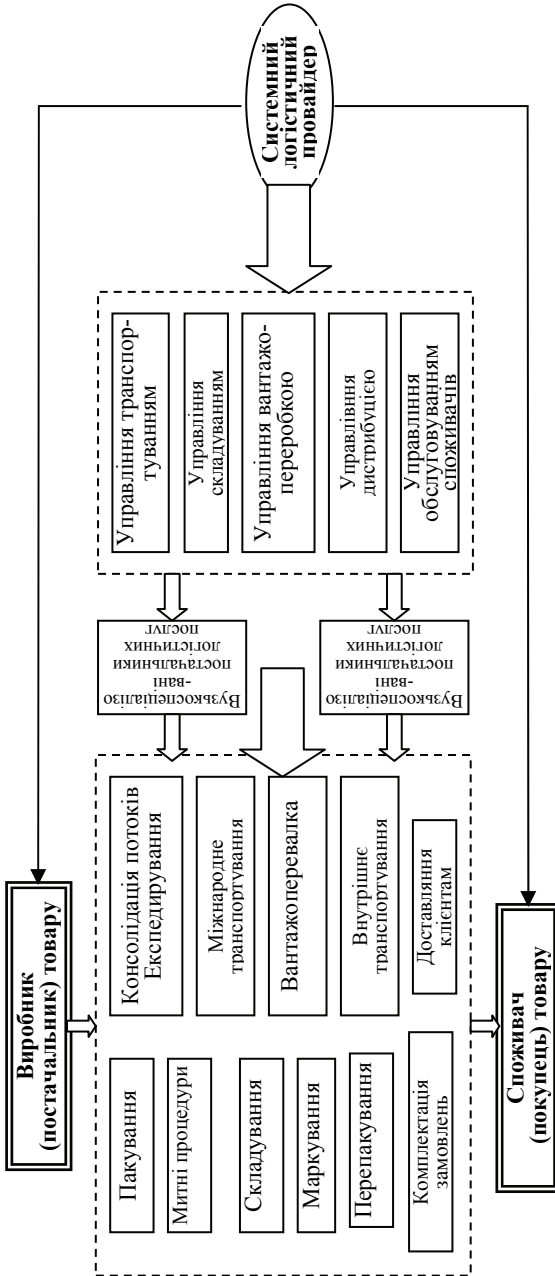 Виробник
(постачальник) товару
Пакування
Митні процедури
Складування
Маркування
Перепакування
Комплектація
замовлень
Консолідація потоків
Експедирування
Міжнародне
транспортування
Вантажоперевалка
Внутрішнє
транспортування
Доставляння
клієнтам
Вузькоспеціалізо
-вані
постачальники
логістичних
послуг
Вузькоспеціалізо
-вані
постачальники
логістичних
послуг
Управління транспор-
туванням
Управління
складуванням
Управління вантажо-
переробкою
Управлівння
дистрибуцією
Управління
обслуговуванням
споживачів
Системний
логістичний
провайдер
Споживач
(покупець) товару